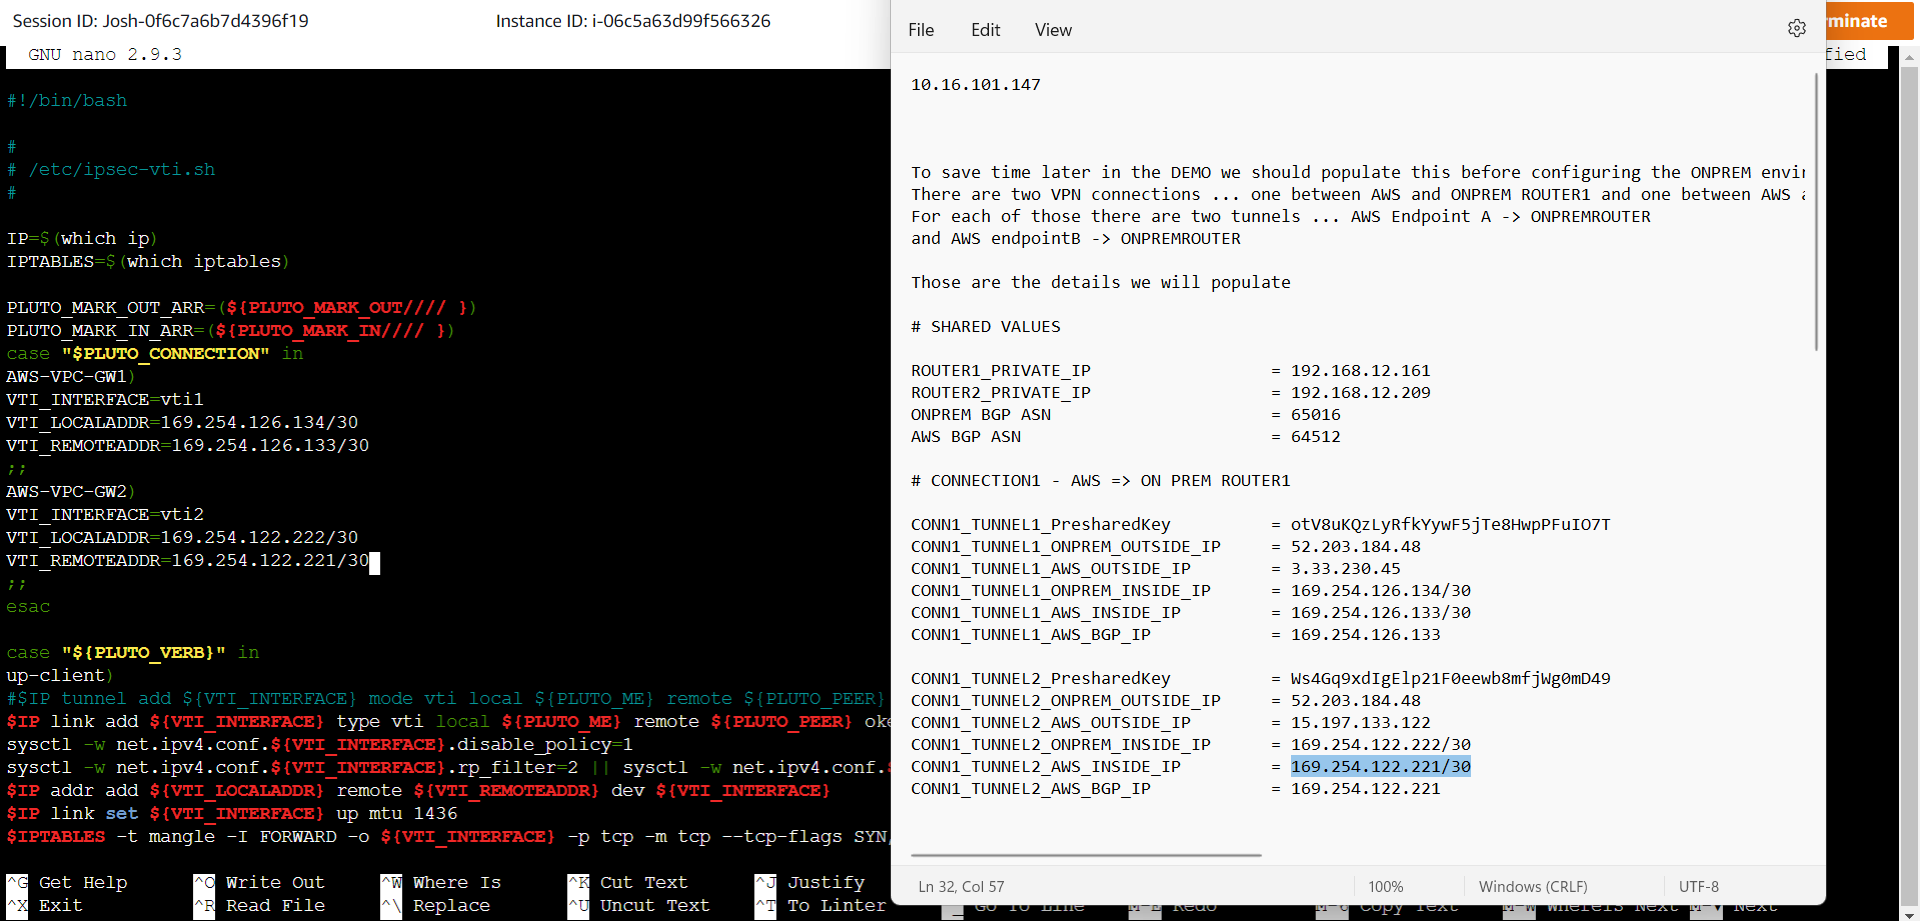 Session ID: Josh-0f6c7a6b7d4396f19
Instance ID: i-06c5a63d99f566326
minate
GNU nano 2.9.3
fied
#!/bin/bash
#
# /etc/ipsec-vti.sh
#
IP=$(which ip)
IPTABLES=$(which iptables)
PLUTO_MARK_OUT_ARR=(${PLUTO_MARK_OUT//// })
PLUTO_MARK_IN_ARR=(${PLUTO_MARK_IN//// })
case "$PLUTO_CONNECTION" in
AWS-VPC-GW1)
VTI_INTERFACE=vti1
VTI_LOCALADDR=169.254.126.134/30
VTI_REMOTEADDR=169.254.126.133/30
;;
AWS-VPC-GW2)
VTI_INTERFACE=vti2
VTI_LOCALADDR=169.254.122.222/30
VTI_REMOTEADDR=169.254.122.221/30
;;
esac
case "${PLUTO_VERB}" in
up-client)
#$IP tunnel add ${VTI_INTERFACE} mode vti local ${PLUTO_ME} remote ${PLUTO_PEER}
$IP link add ${VTI_INTERFACE} type vti local ${PLUTO_ME} remote ${PLUTO_PEER} oke
sysctl -w net.ipv4.conf.${VTI_INTERFACE}.disable_policy=1
sysctl -w net.ipv4.conf.${VTI_INTERFACE}.rp_filter=2 || sysctl -w net.ipv4.conf.
$IP addr add ${VTI_LOCALADDR} remote ${VTI_REMOTEADDR} dev ${VTI_INTERFACE}
$IP link set ${VTI_INTERFACE} up mtu 1436
$IPTABLES -t mangle -I FORWARD -o ${VTI_INTERFACE} -p tcp -m tcp --tcp-flags SYN,
^G Get Help ^O Write Out ^W Where Is ^K Cut Text ^J Justify
^X Exit ^R Read File ^\ Replace ^U Uncut Text ^T To Linter
File Edit View
10.16.101.147
To save time later in the DEMO we should populate this before configuring the ONPREM envi
There are two VPN connections ... one between AWS and ONPREM ROUTER1 and one between AWS
For each of those there are two tunnels ... AWS Endpoint A -> ONPREMROUTER
and AWS endpointB -> ONPREMROUTER
Those are the details we will populate
# SHARED VALUES
ROUTER1_PRIVATE_IP = 192.168.12.161
ROUTER2_PRIVATE_IP = 192.168.12.209
ONPREM BGP ASN = 65016
AWS BGP ASN = 64512
# CONNECTION1 - AWS => ON PREM ROUTER1
CONN1_TUNNEL1_PresharedKey = otV8uKQzLyRfkYywF5jTe8HwpPFuIO7T
CONN1_TUNNEL1_ONPREM_OUTSIDE_IP = 52.203.184.48
CONN1_TUNNEL1_AWS_OUTSIDE_IP = 3.33.230.45
CONN1_TUNNEL1_ONPREM_INSIDE_IP = 169.254.126.134/30
CONN1_TUNNEL1_AWS_INSIDE_IP = 169.254.126.133/30
CONN1_TUNNEL1_AWS_BGP_IP = 169.254.126.133
CONN1_TUNNEL2_PresharedKey = Ws4Gq9xdIgElp21F0eewb8mfjWg0mD49
CONN1_TUNNEL2_ONPREM_OUTSIDE_IP = 52.203.184.48
CONN1_TUNNEL2_AWS_OUTSIDE_IP = 15.197.133.122
CONN1_TUNNEL2_ONPREM_INSIDE_IP = 169.254.122.222/30
CONN1_TUNNEL2_AWS_INSIDE_IP = 169.254.122.221/30
CONN1_TUNNEL2_AWS_BGP_IP = 169.254.122.221
Ln 32, Col 57 100% Windows (CRLF) UTF-8